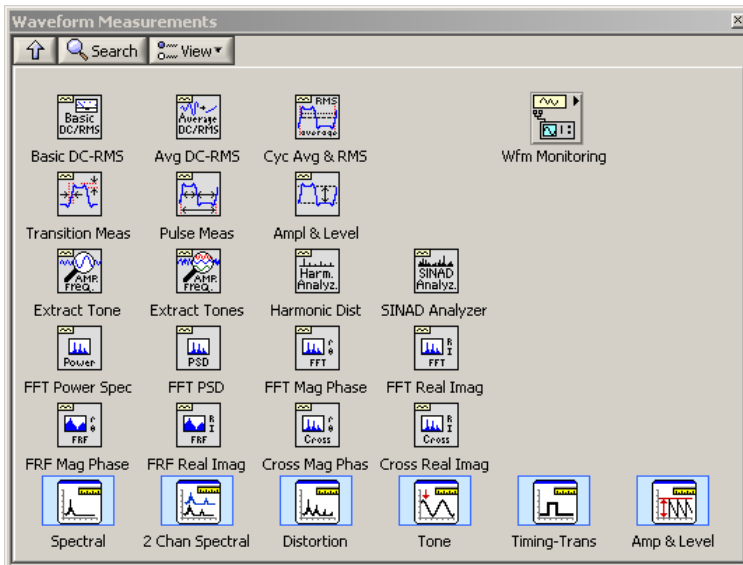 Waveform Measurements
Search View
Basic DC/RMS Average DC/RMS RMS average
Basic DC-RMS Avg DC-RMS Cyc Avg & RMS Wfm Monitoring
Transition Meas Pulse Meas Ampl & Level
AMP. FREQ. AMP. FREQ. Harm. Analyz. SINAD Analyz.
Extract Tone Extract Tones Harmonic Dist SINAD Analyzer
Power PSD FFT r θ FFT R I
FFT Power Spec FFT PSD FFT Mag Phase FFT Real Imag
FRF r θ FRF R I Cross r θ Cross R I
FRF Mag Phase FRF Real Imag Cross Mag Phas Cross Real Imag
Spectral 2 Chan Spectral Distortion Tone Timing-Trans Amp & Level